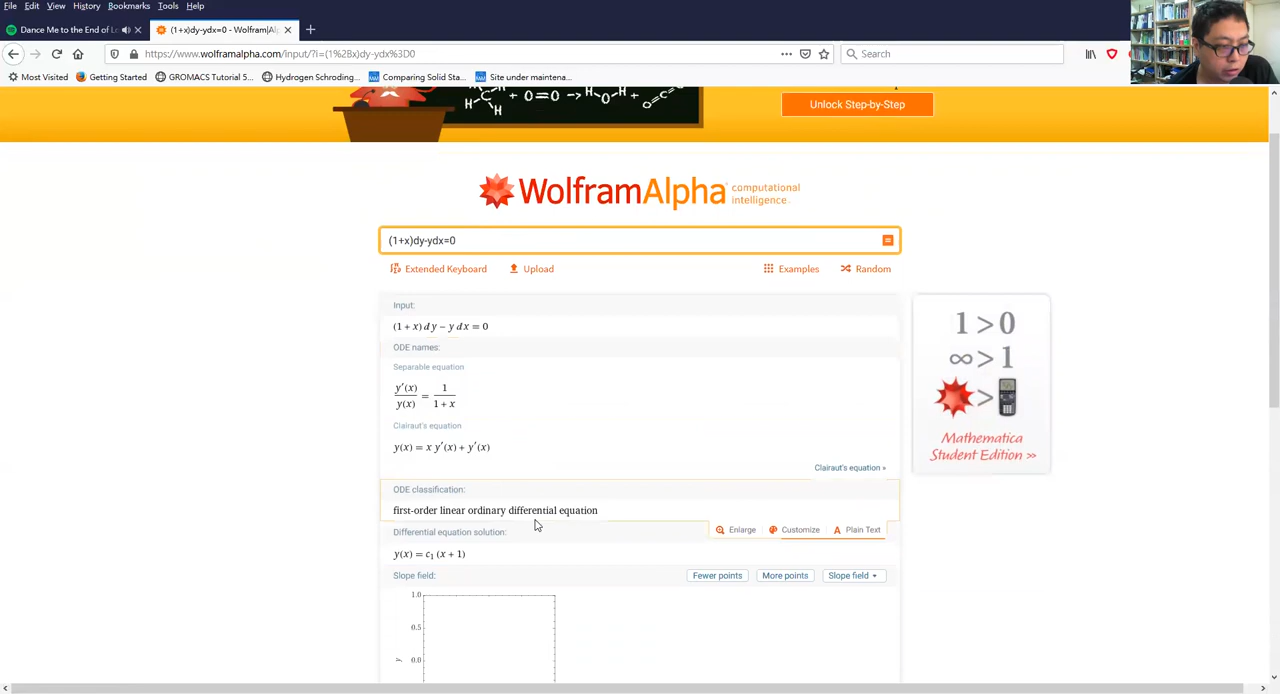 File Edit View History Bookmarks Tools Help
Dance Me to the End of L
(1+x)dy-ydx=0 - Wolfram|Al
https://www.wolframalpha.com/input/?i=(1%2Bx)dy-ydx%3D0
Search
Most Visited Getting Started GROMACS Tutorial 5... Hydrogen Schroding... Comparing Solid Sta... Site under maintena...
H C H + O=O → H O H + O=C=O
Unlock Step-by-Step
WolframAlpha computational intelligence.
(1+x)dy-ydx=0
Extended Keyboard Upload Examples Random
Input:
(1 + x) dy − y dx = 0
ODE names:
Separable equation
y′(x)/y(x) = 1/(1 + x)
Clairaut's equation
y(x) = x y′(x) + y′(x)
Clairaut's equation »
ODE classification:
first-order linear ordinary differential equation
Enlarge Customize A Plain Text
Differential equation solution:
y(x) = c₁ (x + 1)
Slope field:
Fewer points More points Slope field
1.0
0.5
0.0
y
1 > 0
∞ > 1
>
Mathematica
Student Edition >>